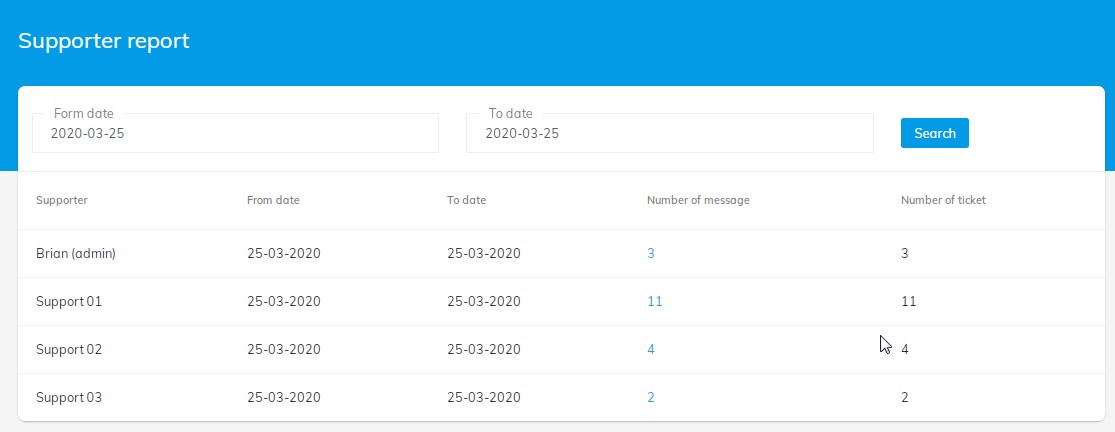 Supporter report
Form date
To date
2020-03-25
2020-03-25
Search
Supporter From date To date Number of message Number of ticket
Brian (admin) 25-03-2020 25-03-2020 3 3
Support 01 25-03-2020 25-03-2020 11 11
Support 02 25-03-2020 25-03-2020 4 4
Support 03 25-03-2020 25-03-2020 2 2